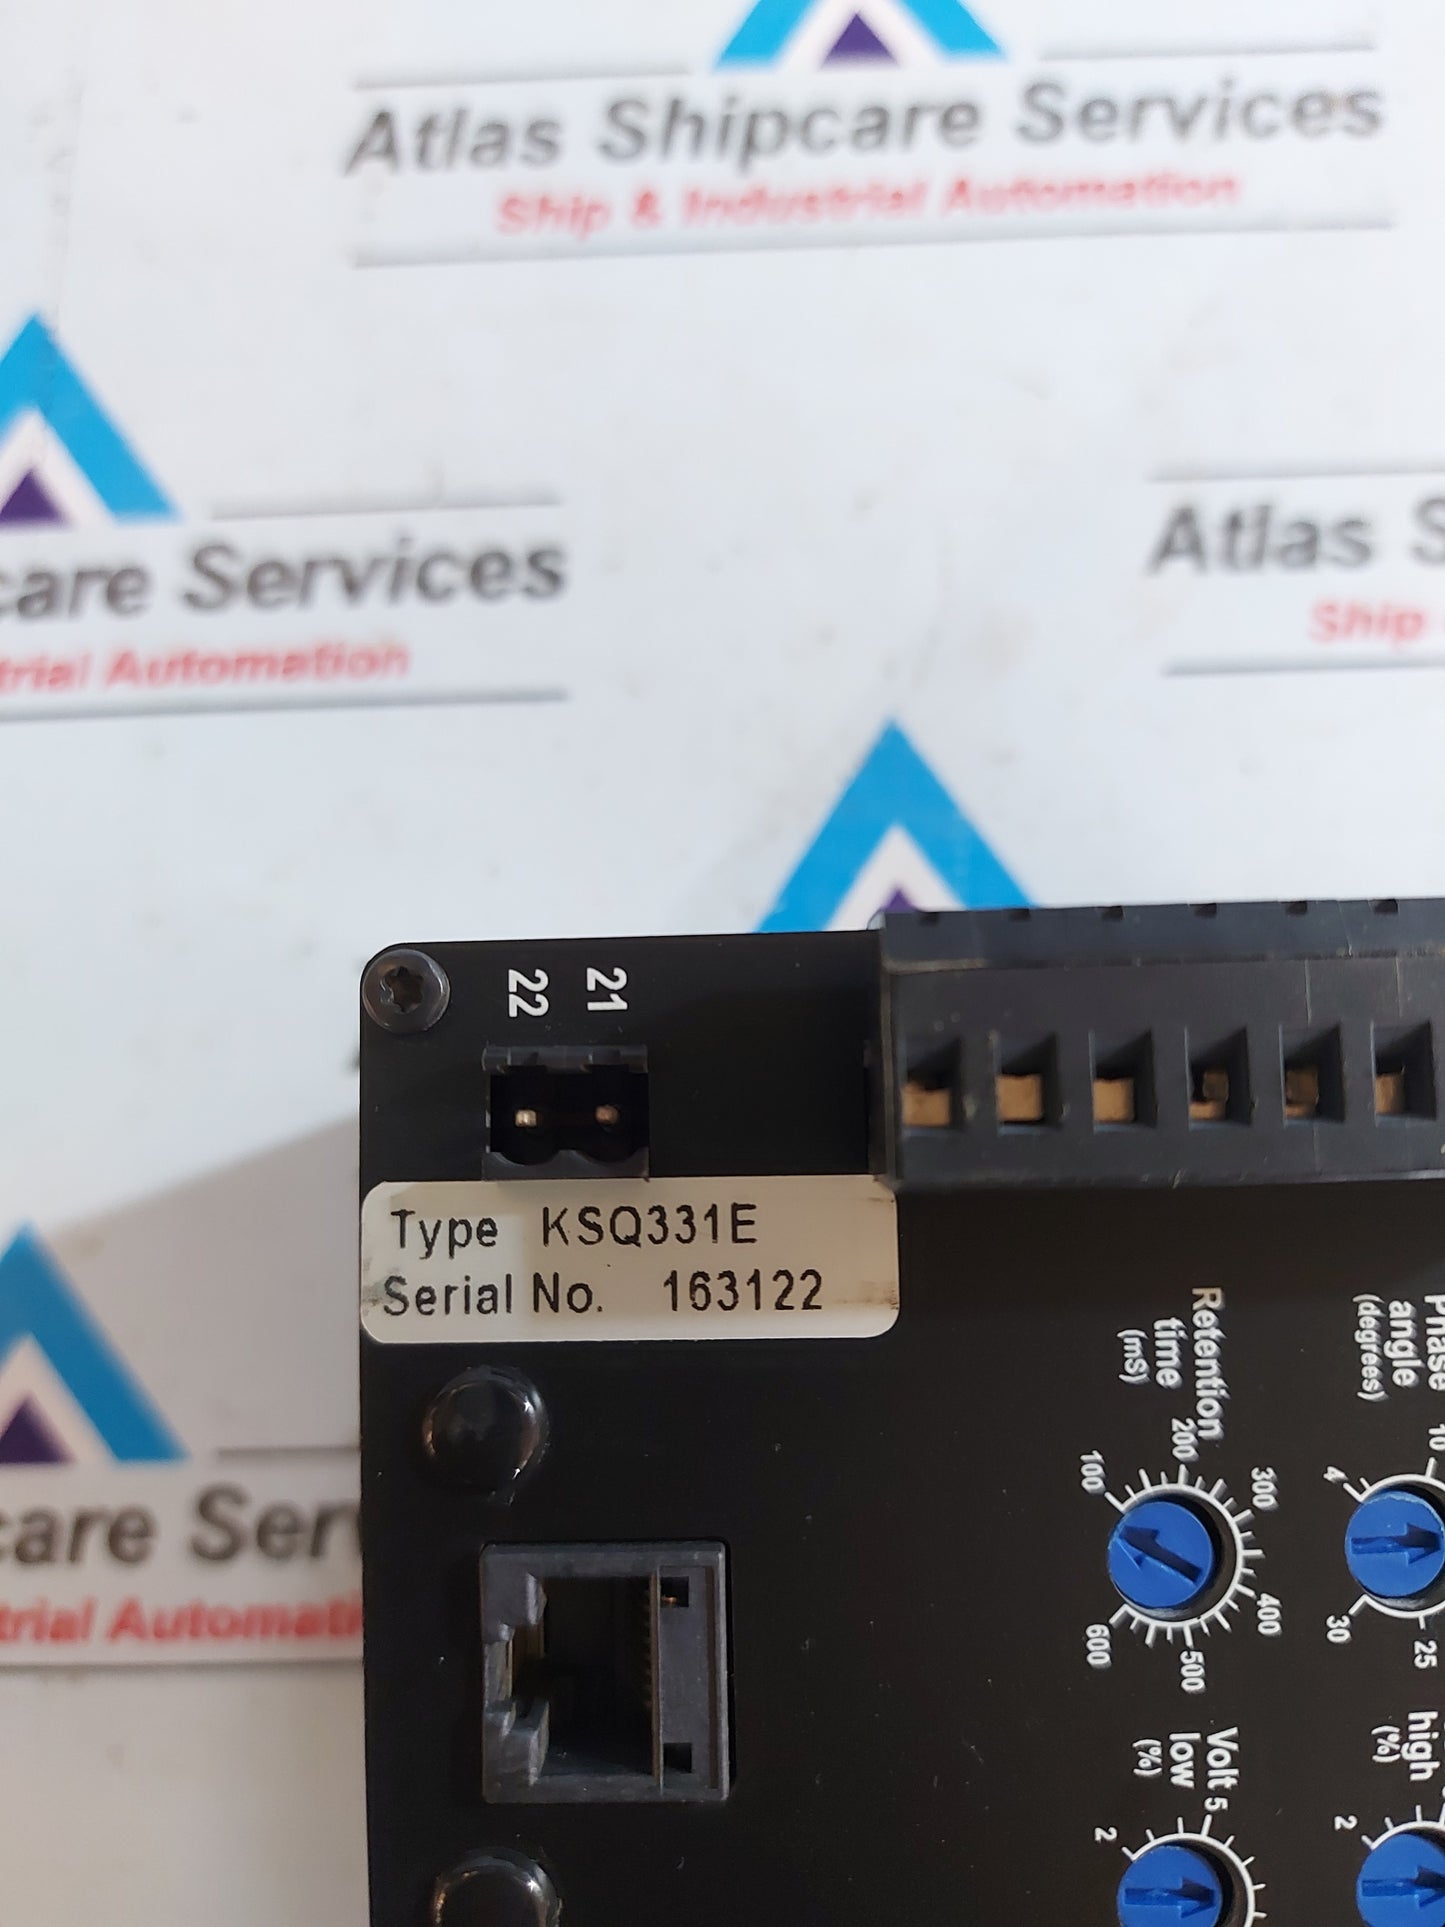 Atlas Shipcare Services
Ship & Industrial Automation
care Services
trial Automation
Atlas S
Ship
22 21
Type KSQ331E
Serial No. 163122
care Ser
trial Automati
Retention
time
(mS)
100 200 300 400 500 600
Phase
angle
(degrees)
4 10 25 30
Volt
low
(%)
2 5
high
(%)
2